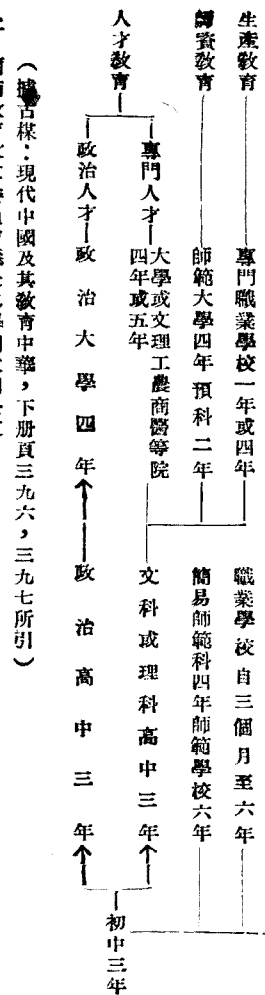 生產教育
專門職業學校一年或四年
職業學校自三個月至六年
師資教育
師範大學四年預科二年
簡易師範科四年師範學校六年
人才教育
專門人才
大學或文理工農商醫等院
四年或五年
文科或理科高中三年
政治人才
政治大學四年
政治高中三年
初中三年
(據古楳：現代中國及其教育中華，下册頁三九六，三九七所引)